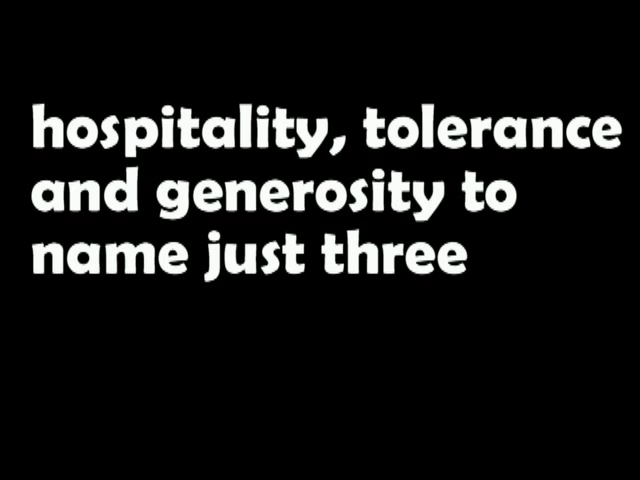 hospitality, tolerance
and generosity to
name just three